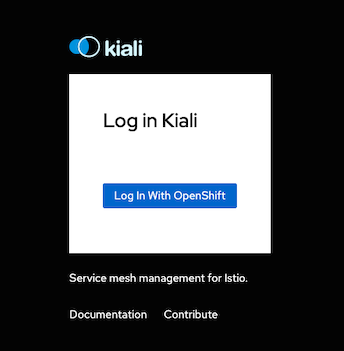 kiali
Log in Kiali
Log In With OpenShift
Service mesh management for Istio.
Documentation Contribute